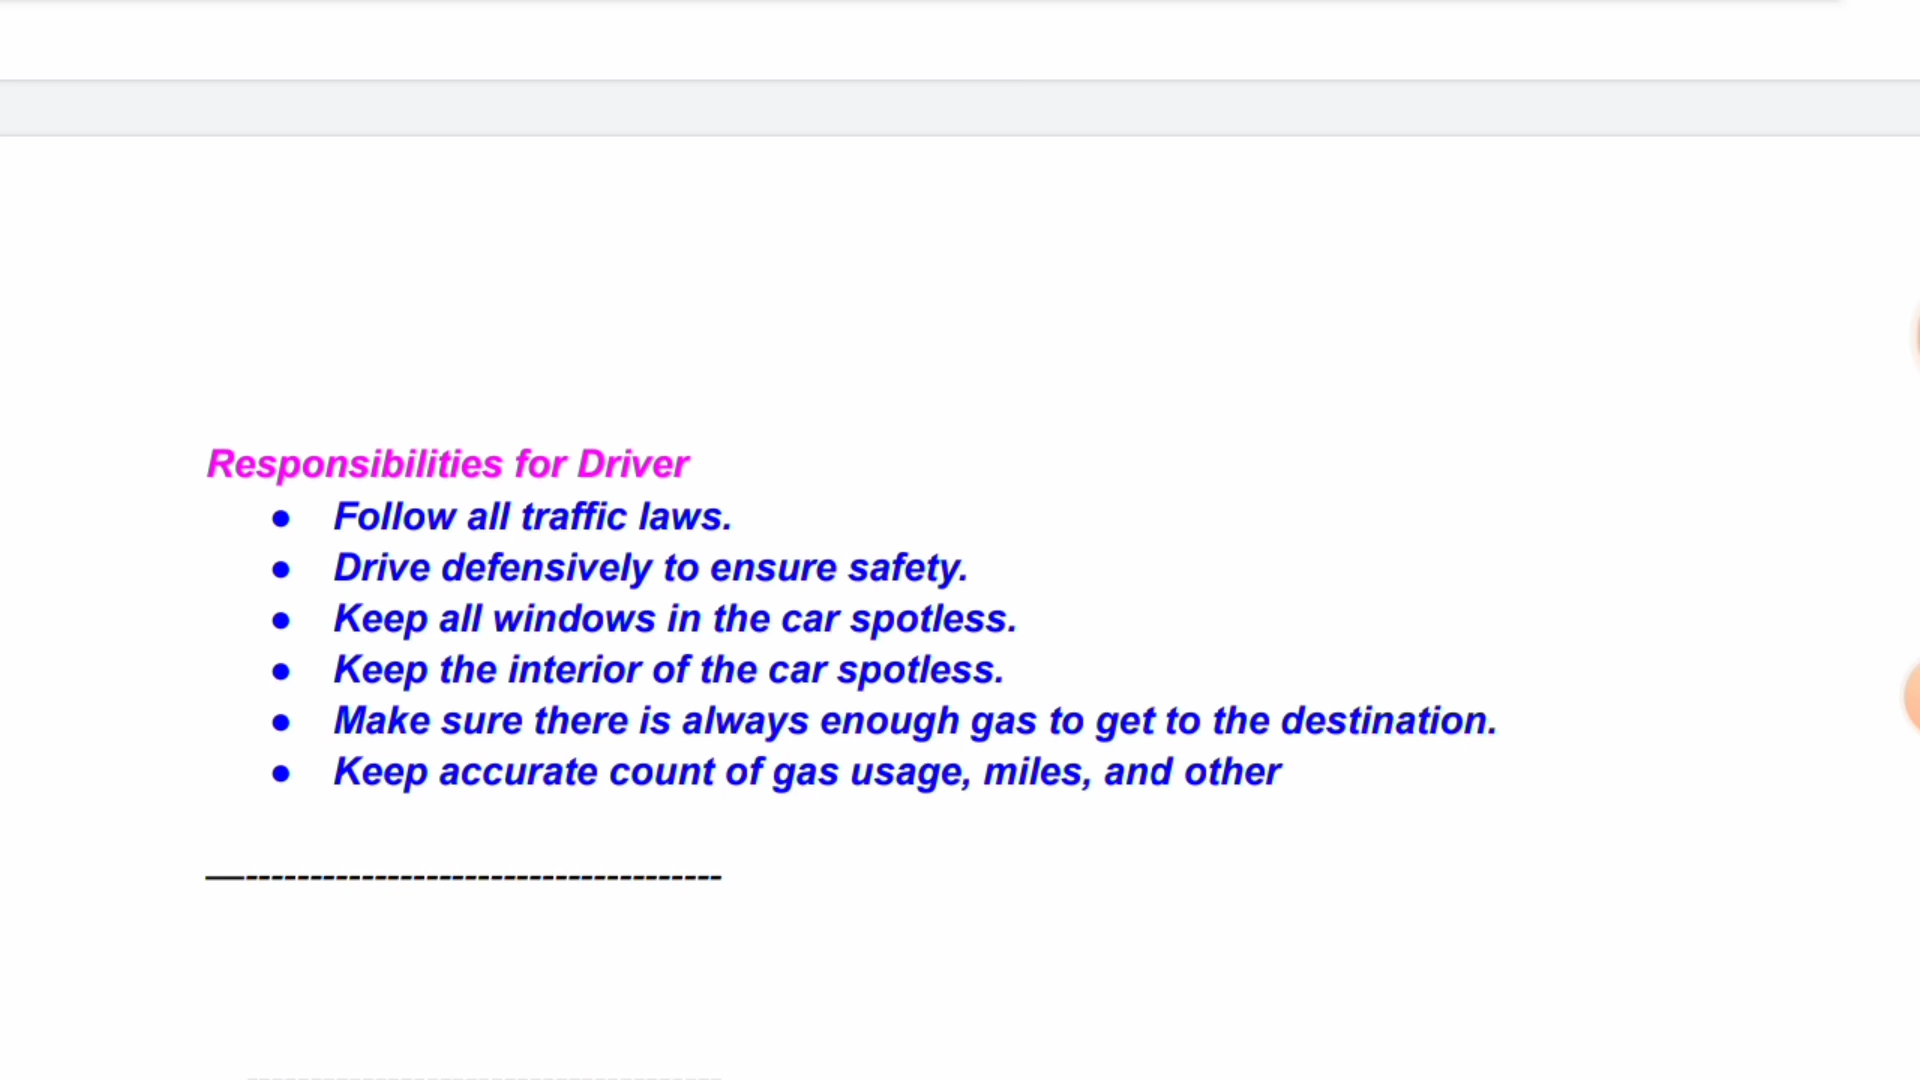 Responsibilities for Driver
● Follow all traffic laws.
● Drive defensively to ensure safety.
● Keep all windows in the car spotless.
● Keep the interior of the car spotless.
● Make sure there is always enough gas to get to the destination.
● Keep accurate count of gas usage, miles, and other
—-------------------------------------